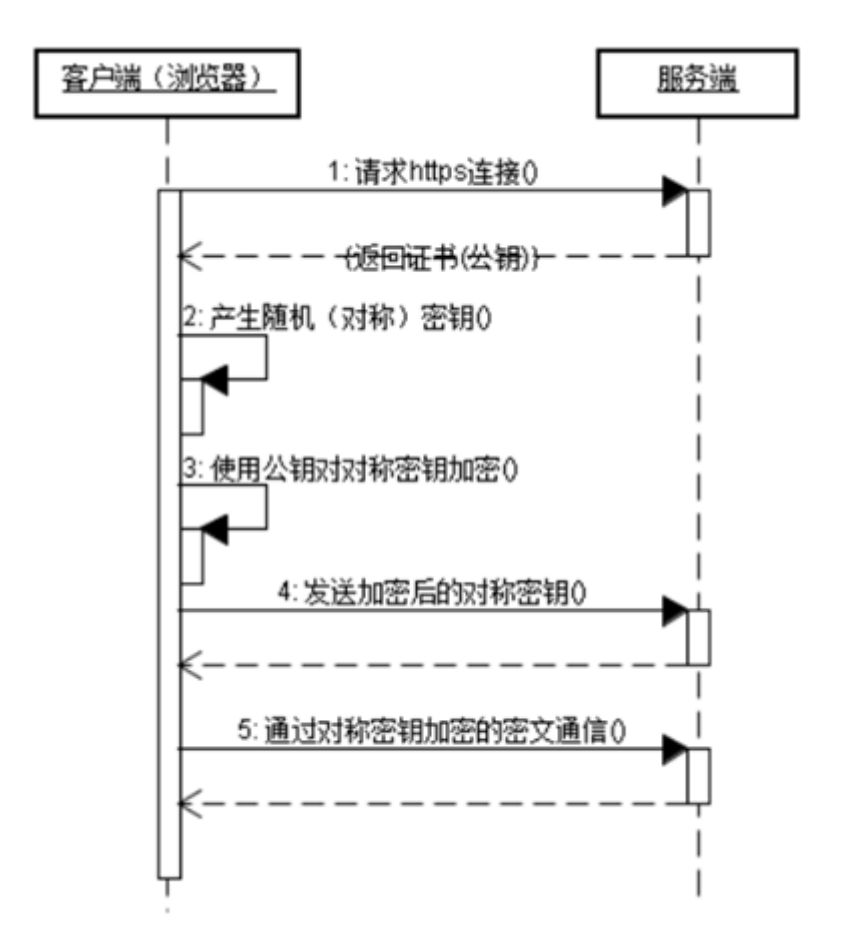 客户端（浏览器）
服务端
1: 请求https连接()
{返回证书(公钥)}
2: 产生随机（对称）密钥()
3: 使用公钥对对称密钥加密()
4: 发送加密后的对称密钥()
5: 通过对称密钥加密的密文通信()